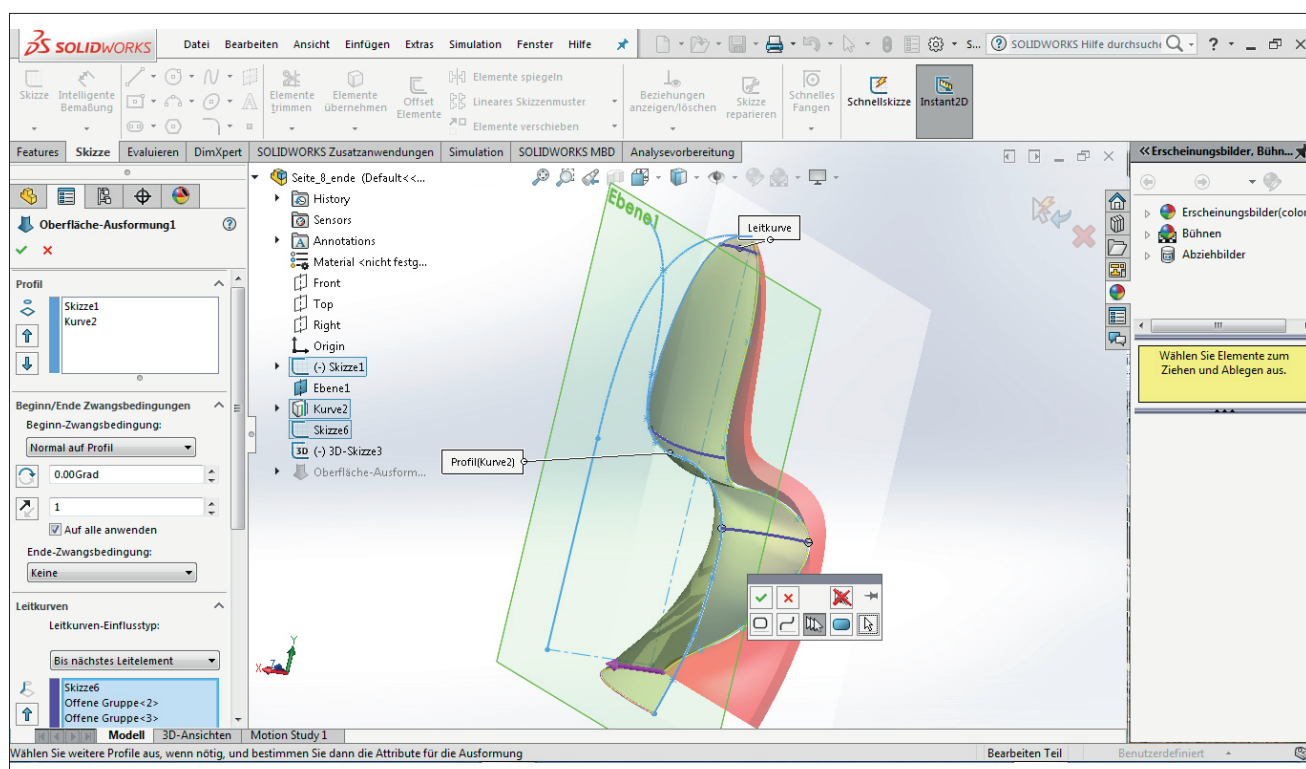 SOLIDWORKS Datei Bearbeiten Ansicht Einfügen Extras Simulation Fenster Hilfe S... SOLIDWORKS Hilfe durchsuche ?
Skizze
Intelligente
Bemaßung
Elemente
trimmen
Elemente
übernehmen
Offset
Elemente
Elemente spiegeln
Lineares Skizzenmuster
Elemente verschieben
Beziehungen
anzeigen/löschen
Skizze
reparieren
Schnelles
Fangen
Schnellskizze
Instant2D
Features Skizze Evaluieren DimXpert SOLIDWORKS Zusatzanwendungen Simulation SOLIDWORKS MBD Analysevorbereitung
Oberfläche-Ausformung1
Profil
Skizze1
Kurve2
Beginn/Ende Zwangsbedingungen
Beginn-Zwangsbedingung:
Normal auf Profil
0.00Grad
1
Auf alle anwenden
Ende-Zwangsbedingung:
Keine
Leitkurven
Leitkurven-Einflusstyp:
Bis nächstes Leitelement
Skizze6
Offene Gruppe<2>
Offene Gruppe<3>
Seite_8_ende (Default<<...
History
Sensors
Annotations
Material <nicht festg...
Front
Top
Right
Origin
(-) Skizze1
Ebene1
Kurve2
Skizze6
3D (-) 3D-Skizze3
Oberfläche-Ausform...
Ebene1
Leitkurve
Profil(Kurve2)
Y
X Z
<< Erscheinungsbilder, Bühn...
Erscheinungsbilder(color
Bühnen
Abziehbilder
Wählen Sie Elemente zum
Ziehen und Ablegen aus.
Modell 3D-Ansichten Motion Study 1
Wählen Sie weitere Profile aus, wenn nötig, und bestimmen Sie dann die Attribute für die Ausformung Bearbeiten Teil Benutzerdefiniert